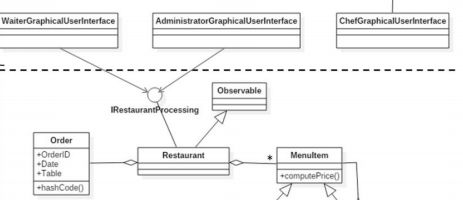 WaiterGraphicalUserInterface
AdministratorGraphicalUserInterface
ChefGraphicalUserInterface
IRestaurantProcessing
Observable
Order
+OrderID
+Date
+Table
+hashCode()
Restaurant
*
MenuItem
+computePrice()